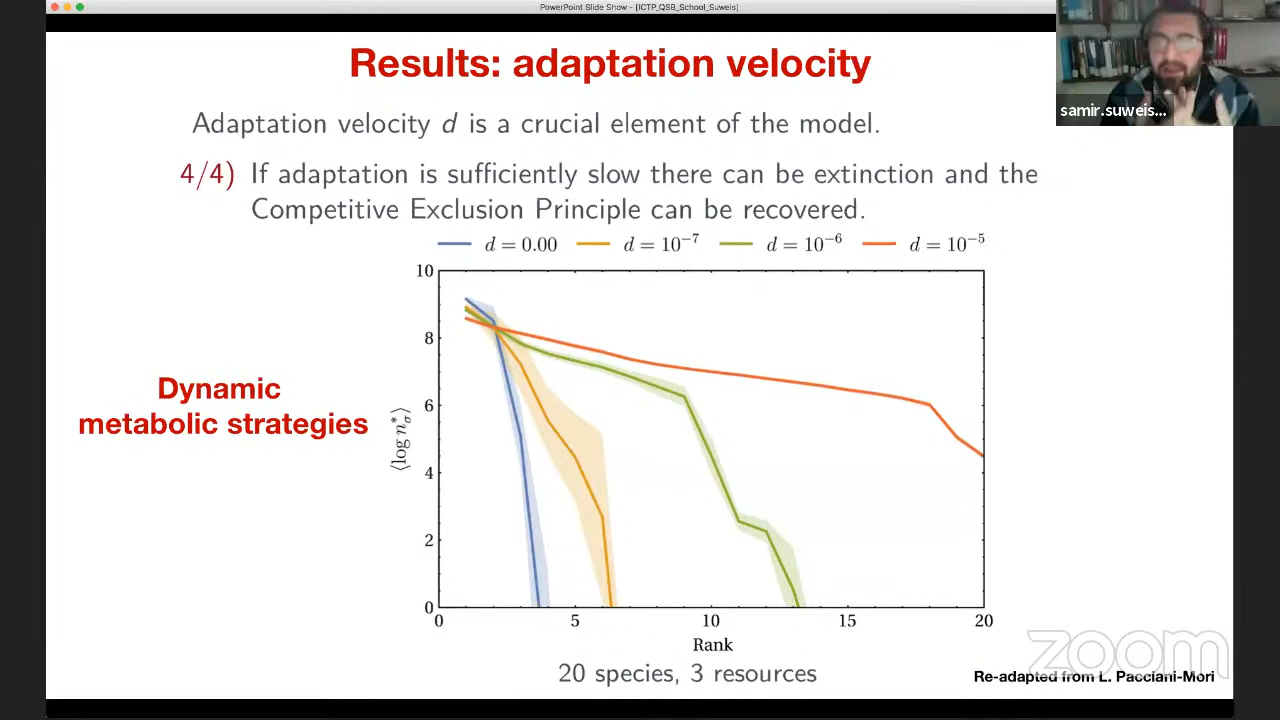 PowerPoint Slide Show - [ICTP_QSB_School_Suweis]
Results: adaptation velocity
samir.suweis...
Adaptation velocity d is a crucial element of the model.
4/4) If adaptation is sufficiently slow there can be extinction and the
Competitive Exclusion Principle can be recovered.
d = 0.00 d = 10⁻⁷ d = 10⁻⁶ d = 10⁻⁵
Dynamic
metabolic strategies
⟨log n*σ⟩
10
8
6
4
2
0
0 5 10 15 20
Rank
20 species, 3 resources
zoom
Re-adapted from L. Pacciani-Mori